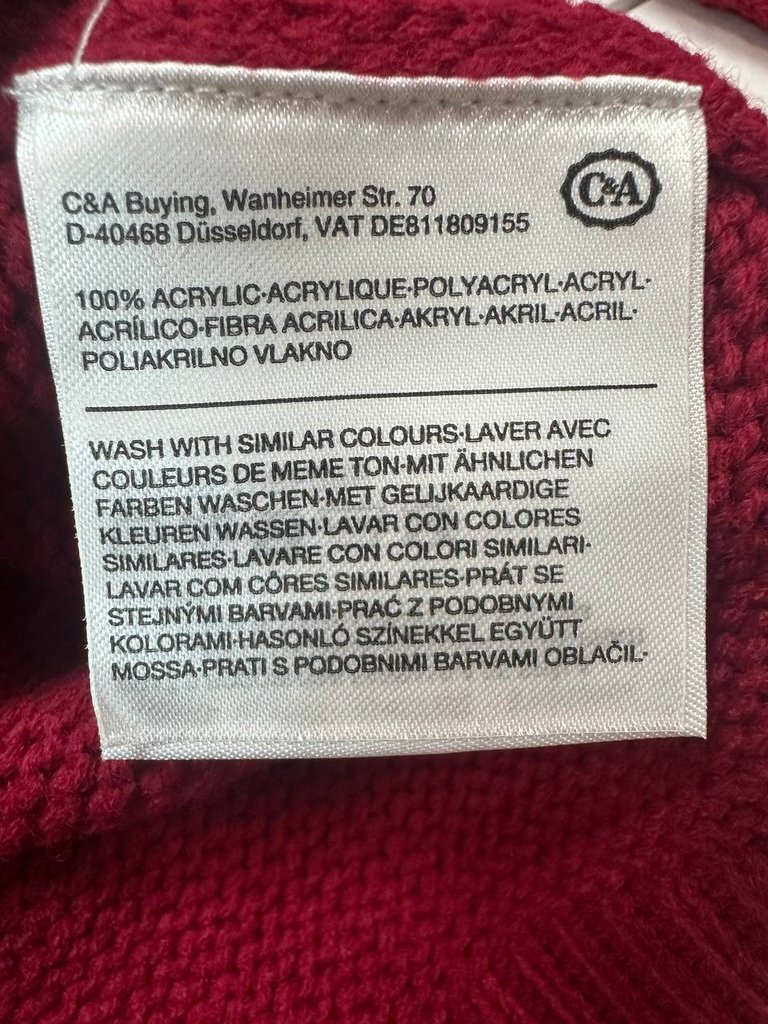 C&A Buying, Wanheimer Str. 70
D-40468 Düsseldorf, VAT DE811809155
C&A
100% ACRYLIC·ACRYLIQUE·POLYACRYL·ACRYL·
ACRÍLICO·FIBRA ACRILICA·AKRYL·AKRIL·ACRIL·
POLIAKRILNO VLAKNO
WASH WITH SIMILAR COLOURS·LAVER AVEC
COULEURS DE MEME TON·MIT ÄHNLICHEN
FARBEN WASCHEN·MET GELIJKAARDIGE
KLEUREN WASSEN·LAVAR CON COLORES
SIMILARES·LAVARE CON COLORI SIMILARI·
LAVAR COM CÔRES SIMILARES·PRÁT SE
STEJNÝMI BARVAMI·PRAĆ Z PODOBNYMI
KOLORAMI·HASONLÓ SZÍNEKKEL EGYÜTT
MOSSA·PRATI S PODOBNIMI BARVAMI OBLAČIL·